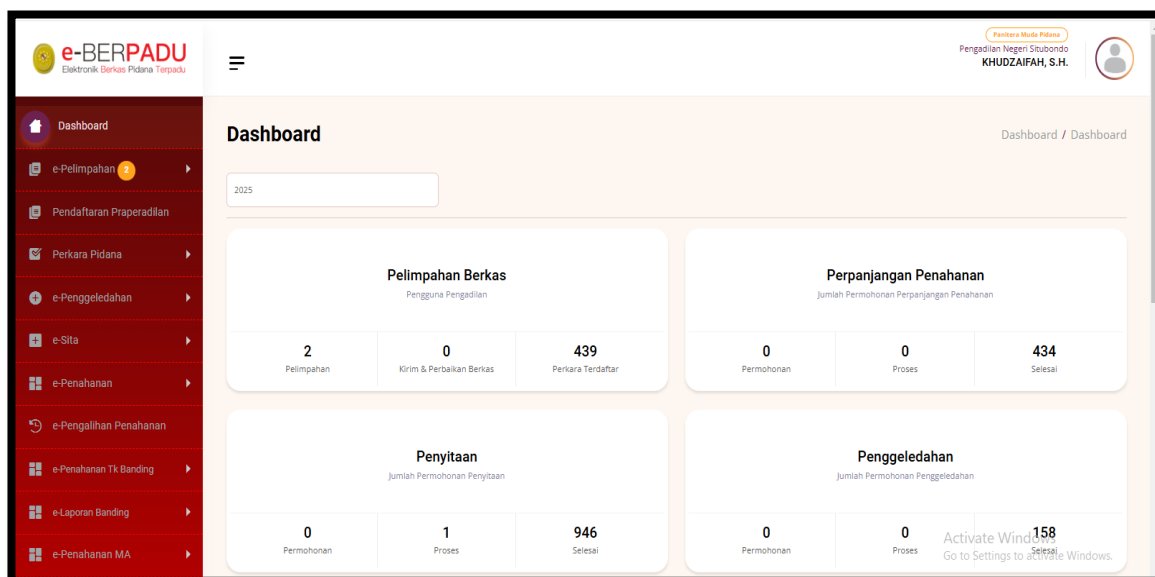 e-BERPADU
Elektronik Berkas Pidana Terpadu
Panitera Muda Pidana
Pengadilan Negeri Situbondo
KHUDZAIFAH, S.H.
Dashboard
e-Pelimpahan 2
Pendaftaran Praperadilan
Perkara Pidana
e-Penggeledahan
e-Sita
e-Penahanan
e-Pengalihan Penahanan
e-Penahanan Tk Banding
e-Laporan Banding
e-Penahanan MA
Dashboard
Dashboard / Dashboard
2025
Pelimpahan Berkas
Pengguna Pengadilan
2 0 439
Pelimpahan Kirim & Perbaikan Berkas Perkara Terdaftar
Perpanjangan Penahanan
Jumlah Permohonan Perpanjangan Penahanan
0 0 434
Permohonan Proses Selesai
Penyitaan
Jumlah Permohonan Penyitaan
0 1 946
Permohonan Proses Selesai
Penggeledahan
Jumlah Permohonan Penggeledahan
0 0 158
Permohonan Proses Selesai
Activate Windows
Go to Settings to activate Windows.